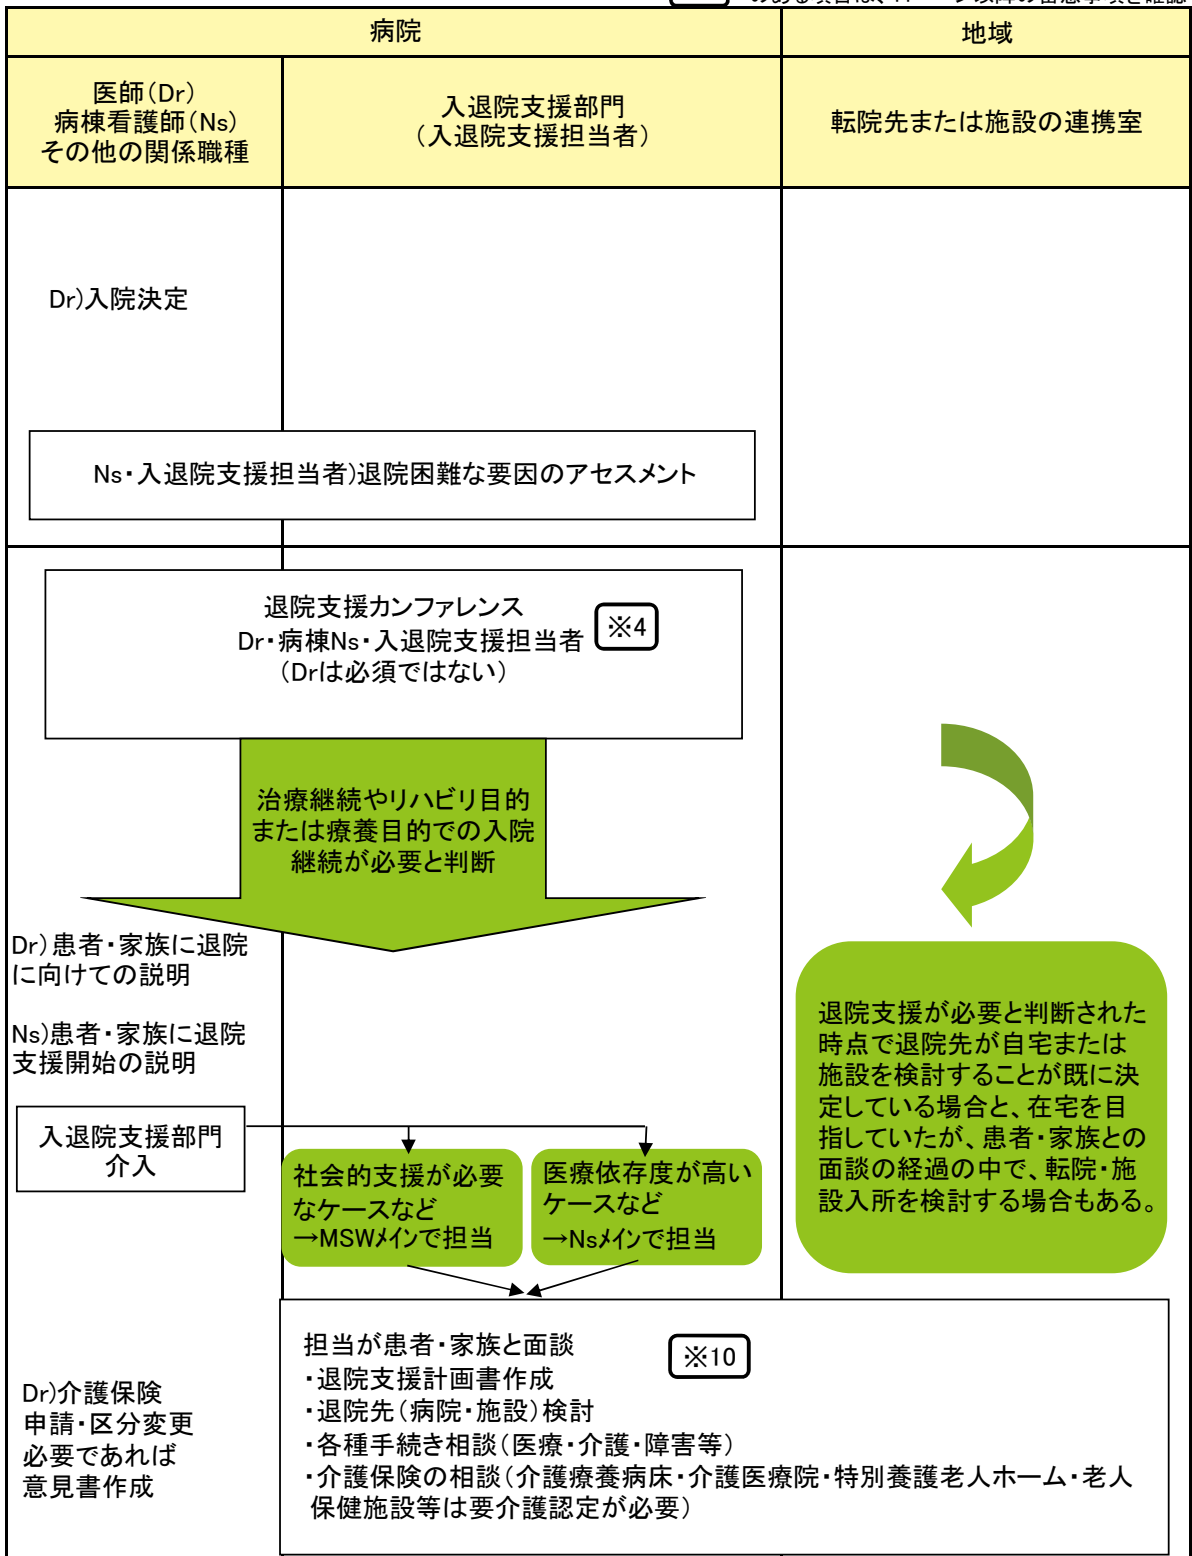 病院
地域
医師(Dr)
病棟看護師(Ns)
その他の関係職種
入退院支援部門
(入退院支援担当者)
転院先または施設の連携室
Dr)入院決定
Ns・入退院支援担当者)退院困難な要因のアセスメント
退院支援カンファレンス
Dr・病棟Ns・入退院支援担当者
(Drは必須ではない)
※4
治療継続やリハビリ目的
または療養目的での入院
継続が必要と判断
Dr)患者・家族に退院
に向けての説明
Ns)患者・家族に退院
支援開始の説明
退院支援が必要と判断された
時点で退院先が自宅または
施設を検討することが既に決
定している場合と、在宅を目
指していたが、患者・家族との
面談の経過の中で、転院・施
設入所を検討する場合もある。
入退院支援部門
介入
社会的支援が必要
なケースなど
→MSWメインで担当
医療依存度が高い
ケースなど
→Nsメインで担当
Dr)介護保険
申請・区分変更
必要であれば
意見書作成
担当が患者・家族と面談
※10
・退院支援計画書作成
・退院先(病院・施設)検討
・各種手続き相談(医療・介護・障害等)
・介護保険の相談(介護療養病床・介護医療院・特別養護老人ホーム・老人
保健施設等は要介護認定が必要)